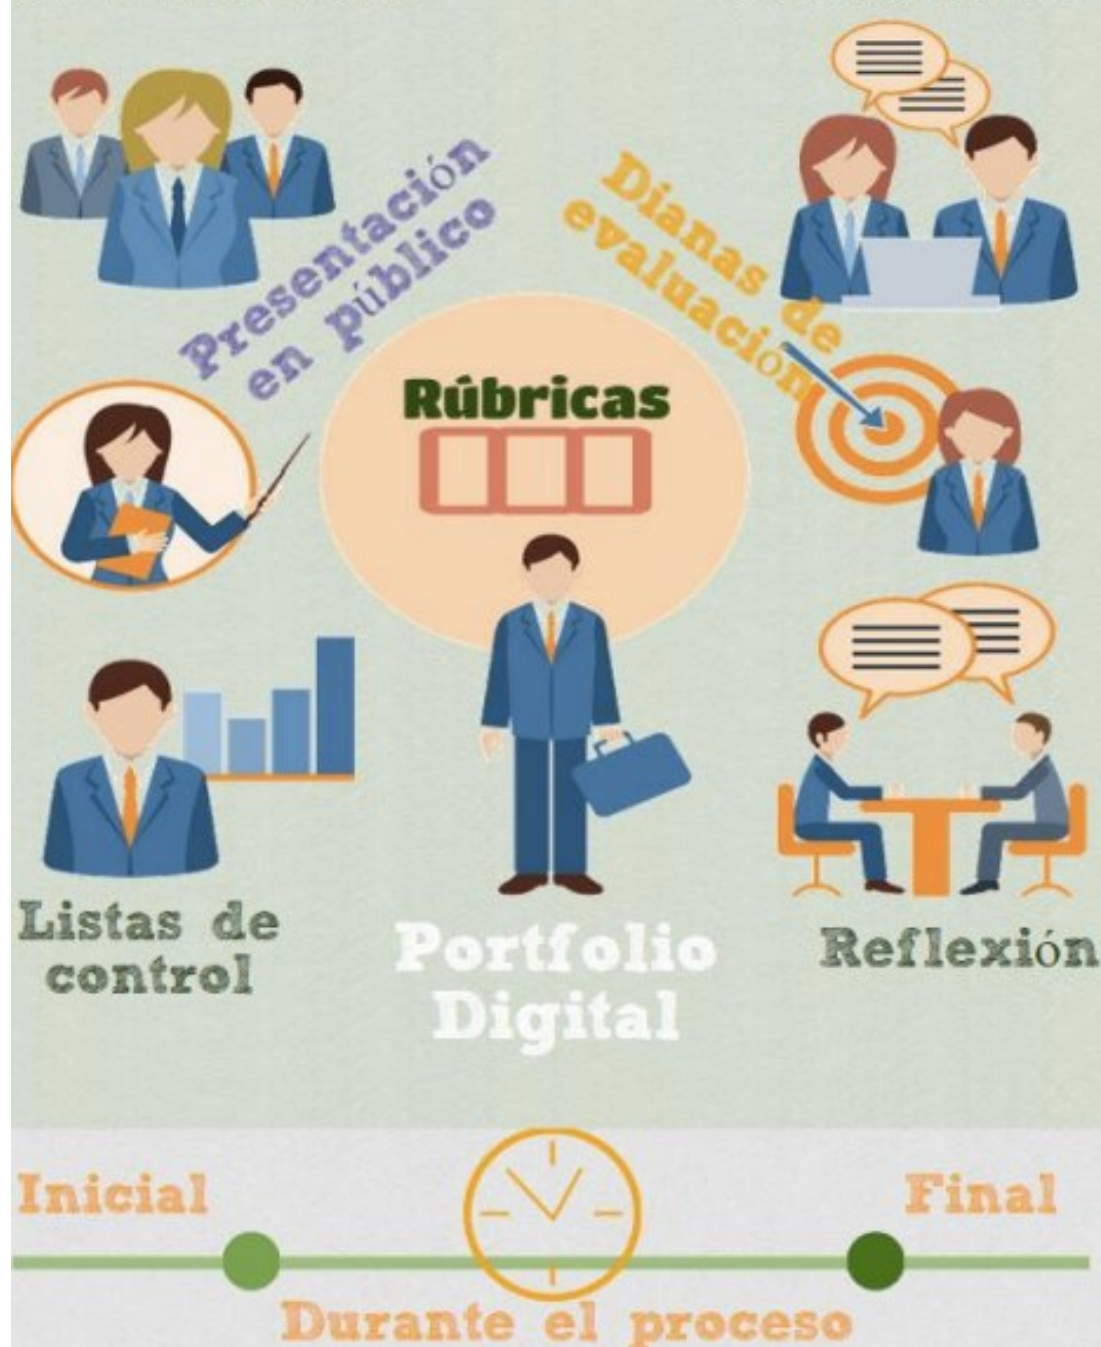 Presentación
en público
Dianas de
evaluación
Rúbricas
Listas de
control
Portfolio
Digital
Reflexión
Inicial
Final
Durante el proceso